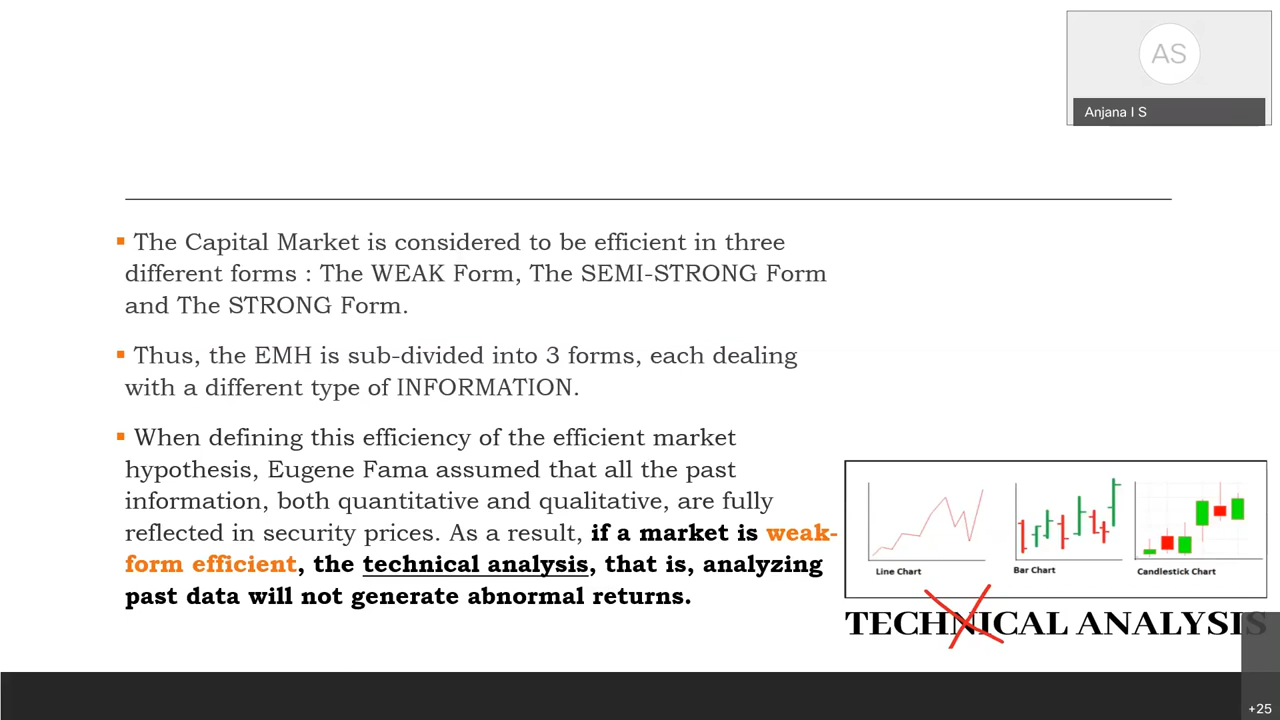 AS
Anjana I S
The Capital Market is considered to be efficient in three
different forms : The WEAK Form, The SEMI-STRONG Form
and The STRONG Form.
Thus, the EMH is sub-divided into 3 forms, each dealing
with a different type of INFORMATION.
When defining this efficiency of the efficient market
hypothesis, Eugene Fama assumed that all the past
information, both quantitative and qualitative, are fully
reflected in security prices. As a result, if a market is weak-
form efficient, the technical analysis, that is, analyzing
past data will not generate abnormal returns.
Line Chart
Bar Chart
Candlestick Chart
TECHNICAL ANALYSIS
+25